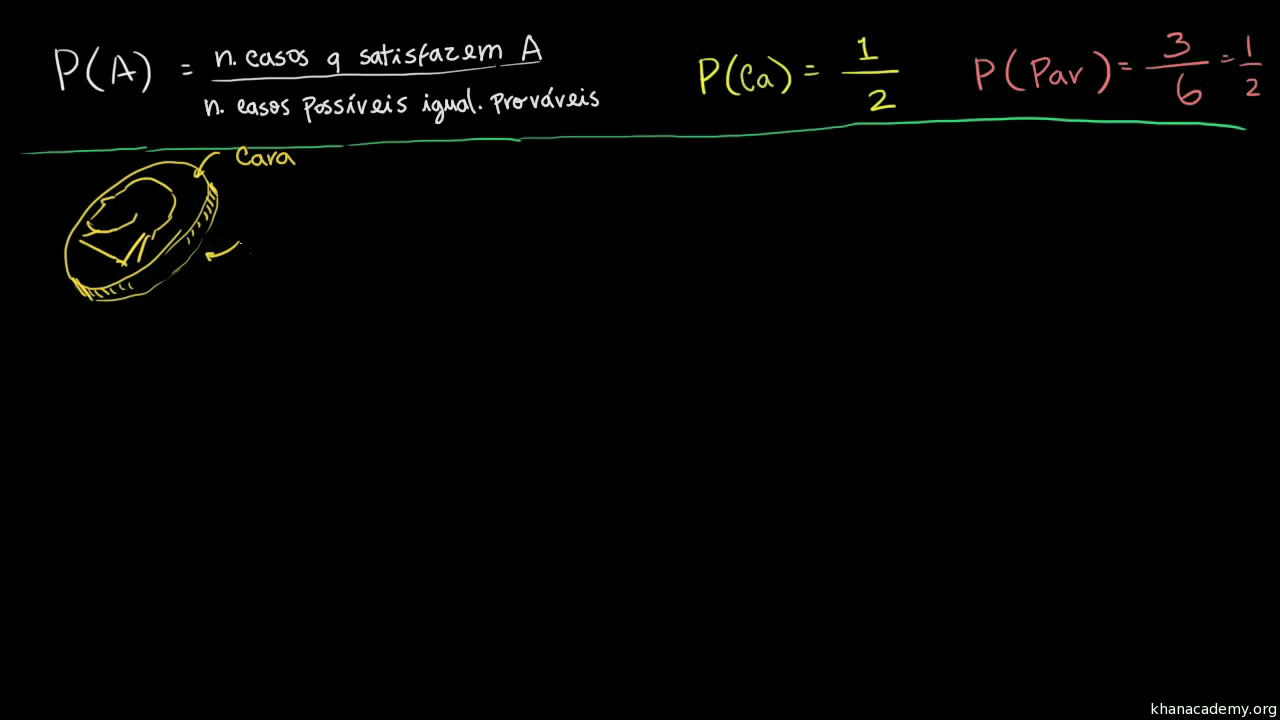 P(A) = n. casos q satisfazem A / n. casos possíveis igual. prováveis
P(Ca) = 1/2
P(Par) = 3/6 = 1/2
Cara
khanacademy.org